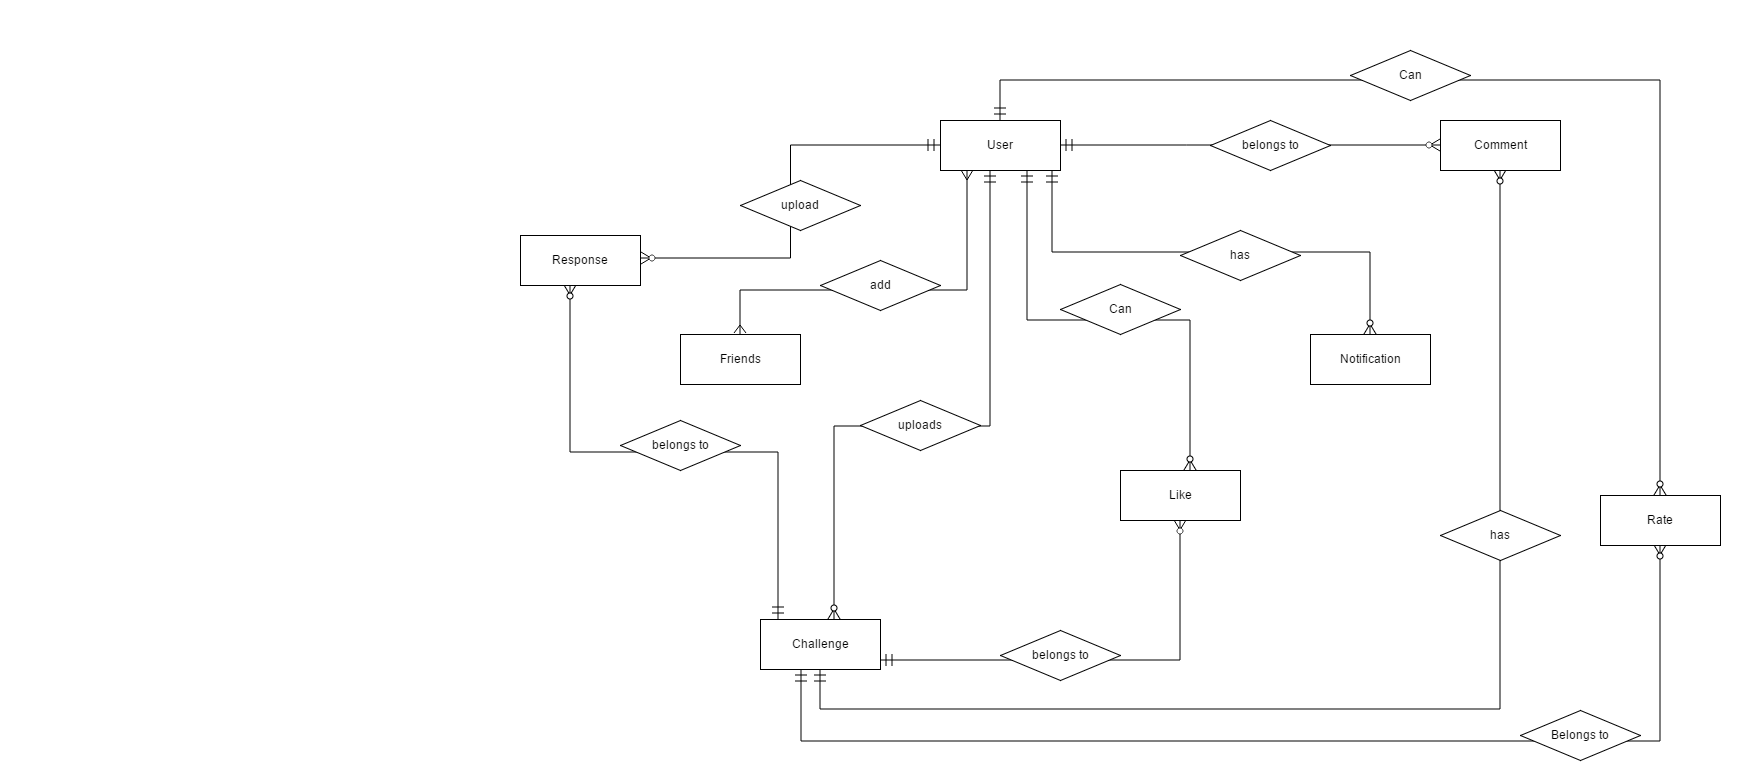 Can
User
belongs to
Comment
upload
has
Response
add
Can
Friends
Notification
uploads
belongs to
Like
Rate
has
Challenge
belongs to
Belongs to